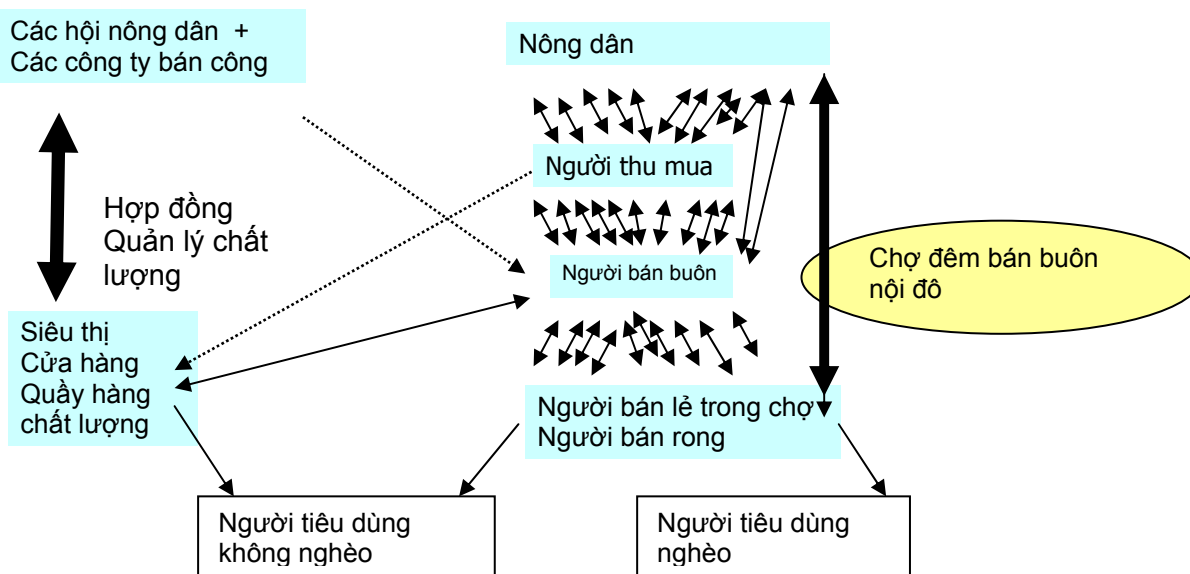 Các hội nông dân +
Các công ty bán công
Nông dân
Người thu mua
Hợp đồng
Quản lý chất
lượng
Người bán buôn
Chợ đêm bán buôn
nội đô
Siêu thị
Cửa hàng
Quầy hàng
chất lượng
Người bán lẻ trong chợ
Người bán rong
Người tiêu dùng
không nghèo
Người tiêu dùng
nghèo